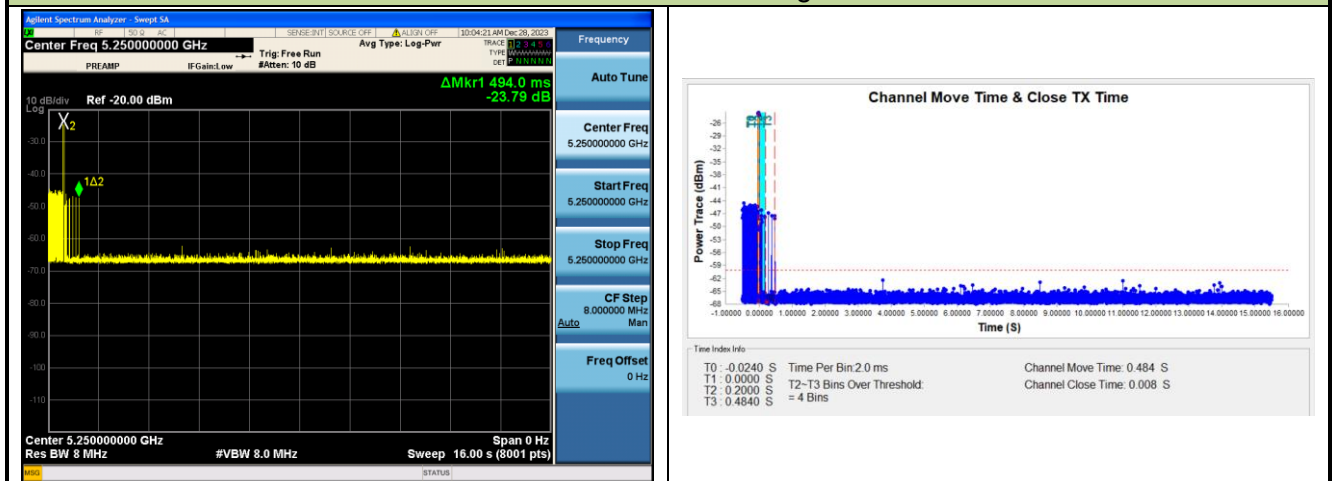 Agilent Spectrum Analyzer - Swept SA
RF 50 Ω AC SENSE:INT SOURCE OFF ALIGN OFF 10:04:21 AM Dec 28, 2023
Center Freq 5.250000000 GHz
Avg Type: Log-Pwr
TRACE 1 2 3 4 5 6
TYPE
DET P N N N N N
PREAMP
IFGain:Low
Trig: Free Run
#Atten: 10 dB
ΔMkr1 494.0 ms
-23.79 dB
10 dB/div Ref -20.00 dBm
Log
X2
1Δ2
-30.0
-40.0
-50.0
-60.0
-70.0
-80.0
-90.0
-100
-110
Center 5.250000000 GHz Span 0 Hz
Res BW 8 MHz #VBW 8.0 MHz Sweep 16.00 s (8001 pts)
MSG STATUS
Frequency
Auto Tune
Center Freq
5.250000000 GHz
Start Freq
5.250000000 GHz
Stop Freq
5.250000000 GHz
CF Step
8.000000 MHz
Auto Man
Freq Offset
0 Hz
Channel Move Time & Close TX Time
Power Trace (dBm)
-26
-29
-32
-35
-38
-41
-44
-47
-50
-53
-56
-59
-62
-65
-68
-1.00000 0.00000 1.00000 2.00000 3.00000 4.00000 5.00000 6.00000 7.00000 8.00000 9.00000 10.00000 11.00000 12.00000 13.00000 14.00000 15.00000 16.00000
Time (S)
Time Index Info
T0 : -0.0240 S Time Per Bin:2.0 ms Channel Move Time: 0.484 S
T1 : 0.0000 S
T2 : 0.2000 S T2~T3 Bins Over Threshold: Channel Close Time: 0.008 S
T3 : 0.4840 S = 4 Bins